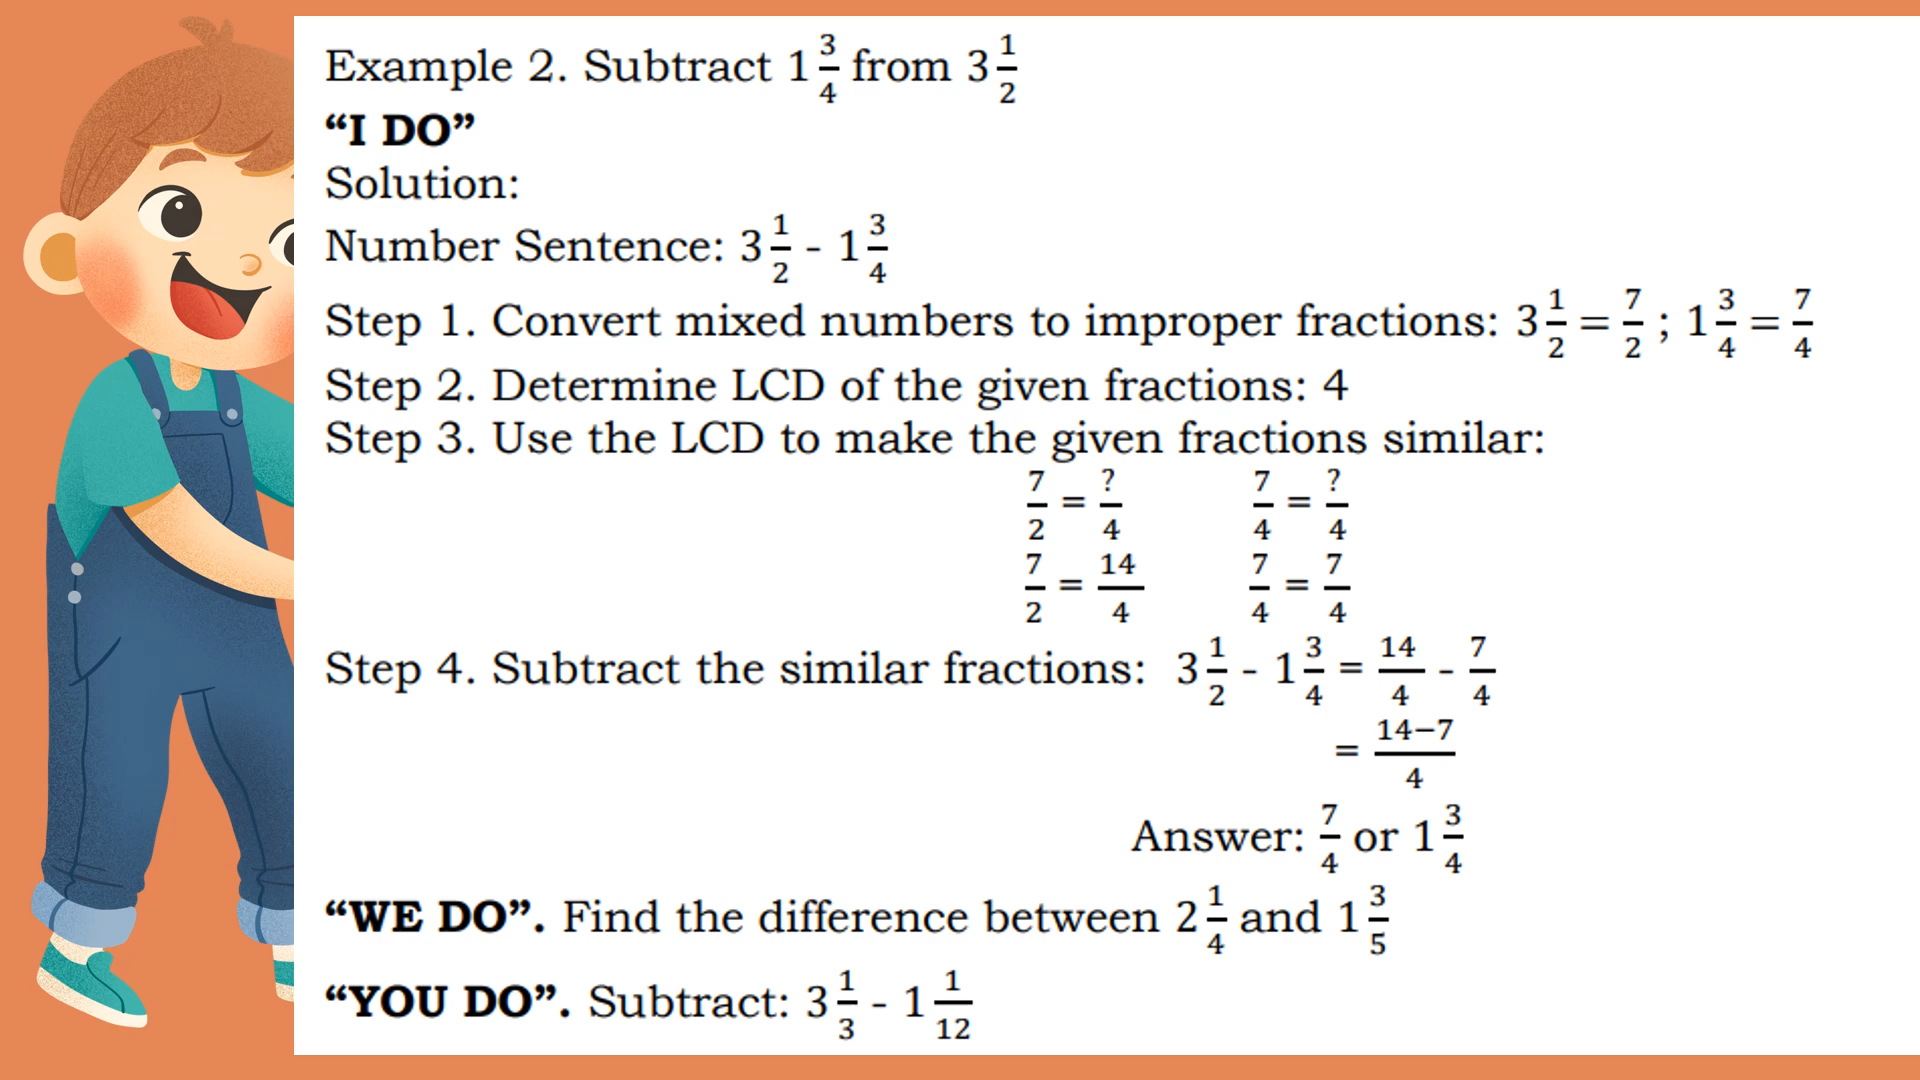 Example 2. Subtract 1 3/4 from 3 1/2
“I DO”
Solution:
Number Sentence: 3 1/2 - 1 3/4
Step 1. Convert mixed numbers to improper fractions: 3 1/2 = 7/2 ; 1 3/4 = 7/4
Step 2. Determine LCD of the given fractions: 4
Step 3. Use the LCD to make the given fractions similar:
7/2 = ?/4 7/4 = ?/4
7/2 = 14/4 7/4 = 7/4
Step 4. Subtract the similar fractions: 3 1/2 - 1 3/4 = 14/4 - 7/4
= 14−7/4
Answer: 7/4 or 1 3/4
“WE DO”. Find the difference between 2 1/4 and 1 3/5
“YOU DO”. Subtract: 3 1/3 - 1 1/12